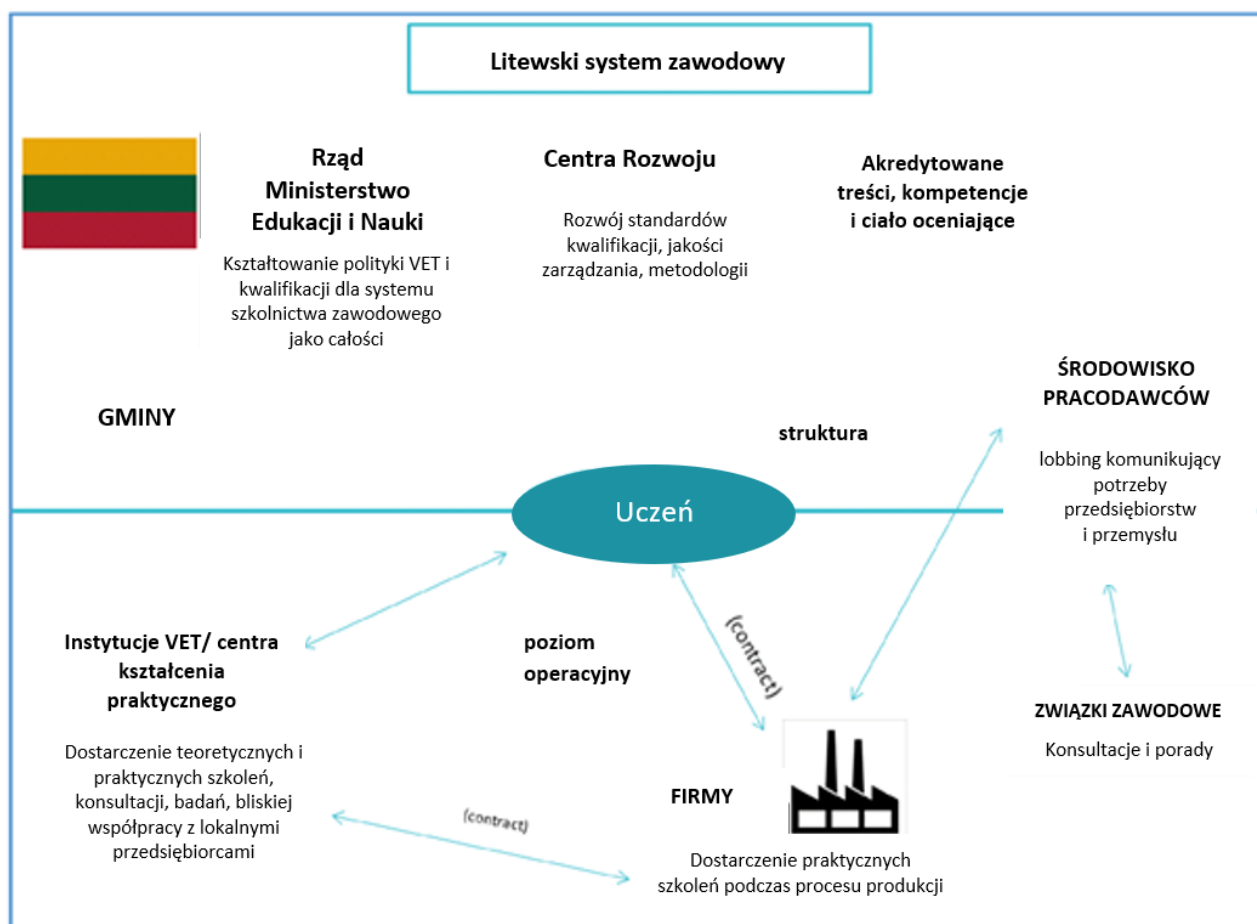 Litewski system zawodowy
Rząd
Ministerstwo
Edukacji i Nauki
Kształtowanie polityki VET i
kwalifikacji dla systemu
szkolnictwa zawodowego
jako całości
Centra Rozwoju
Rozwój standardów
kwalifikacji, jakości
zarządzania, metodologii
Akredytowane
treści, kompetencje
i ciało oceniające
GMINY
struktura
ŚRODOWISKO
PRACODAWCÓW
lobbing komunikujący
potrzeby
przedsiębiorstw
i przemysłu
Uczeń
Instytucje VET/ centra
kształcenia
praktycznego
Dostarczenie teoretycznych i
praktycznych szkoleń,
konsultacji, badań, bliskiej
współpracy z lokalnymi
przedsiębiorcami
poziom
operacyjny
(contract)
(contract)
FIRMY
Dostarczenie praktycznych
szkoleń podczas procesu produkcji
ZWIĄZKI ZAWODOWE
Konsultacje i porady